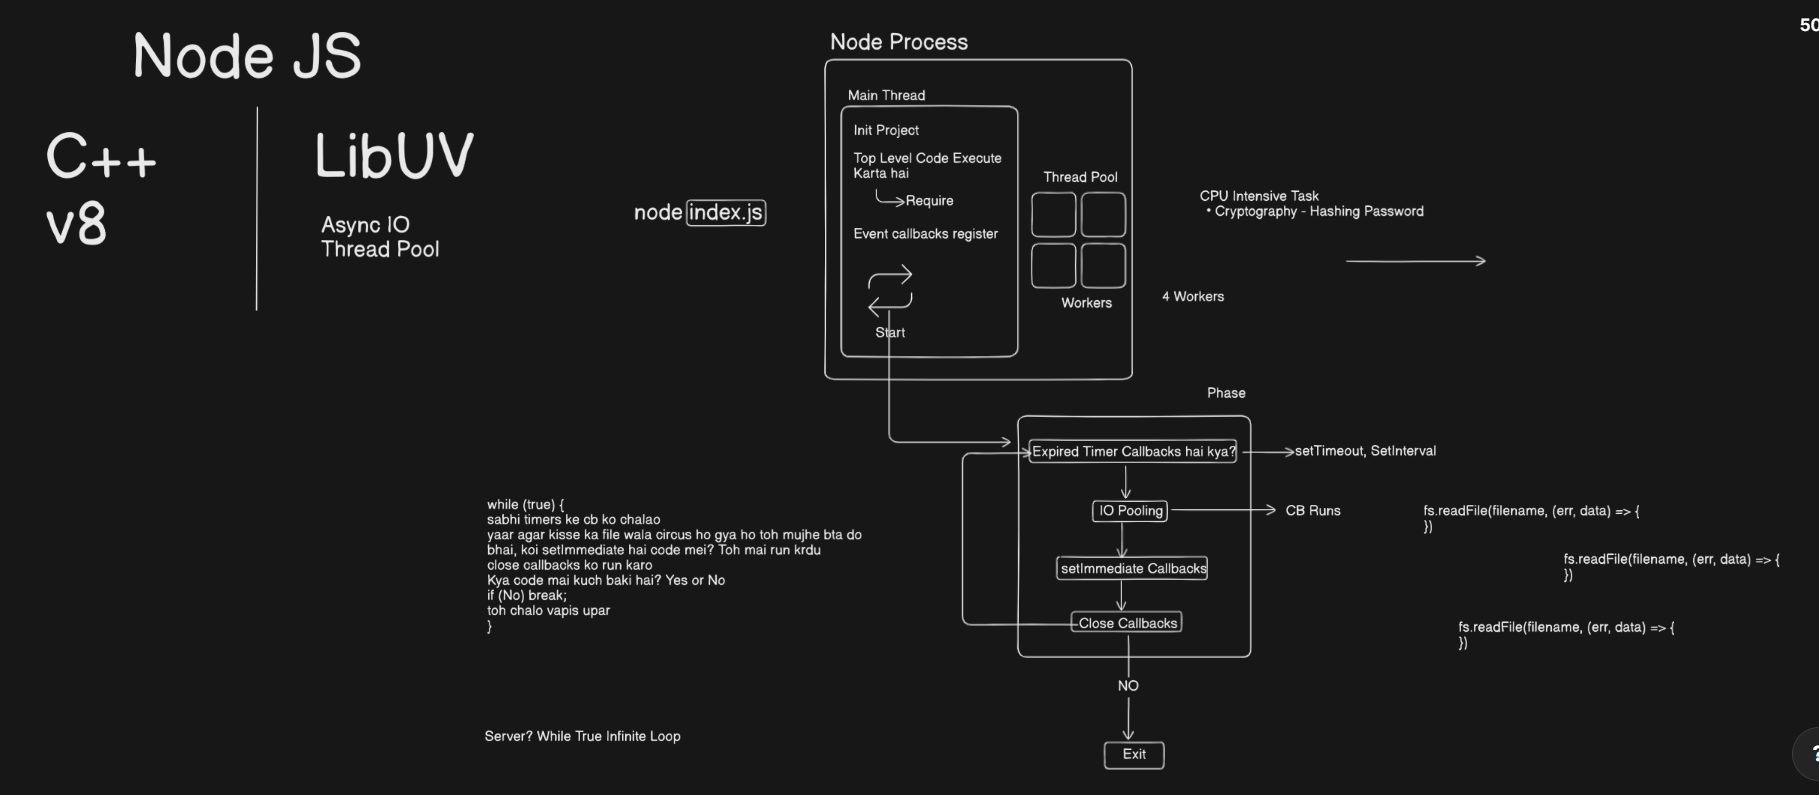 Node JS
C++
v8
LibUV
Async IO
Thread Pool
node index.js
Node Process
Main Thread
Init Project
Top Level Code Execute
Karta hai
Require
Event callbacks register
Start
Thread Pool
Workers
4 Workers
CPU Intensive Task
• Cryptography - Hashing Password
50
Phase
Expired Timer Callbacks hai kya?
setTimeout, SetInterval
IO Pooling
CB Runs
setImmediate Callbacks
Close Callbacks
NO
Exit
fs.readFile(filename, (err, data) => {
})
fs.readFile(filename, (err, data) => {
})
fs.readFile(filename, (err, data) => {
})
while (true) {
sabhi timers ke cb ko chalao
yaar agar kisse ka file wala circus ho gya ho toh mujhe bta do
bhai, koi setImmediate hai code mei? Toh mai run krdu
close callbacks ko run karo
Kya code mai kuch baki hai? Yes or No
if (No) break;
toh chalo vapis upar
}
Server? While True Infinite Loop
?